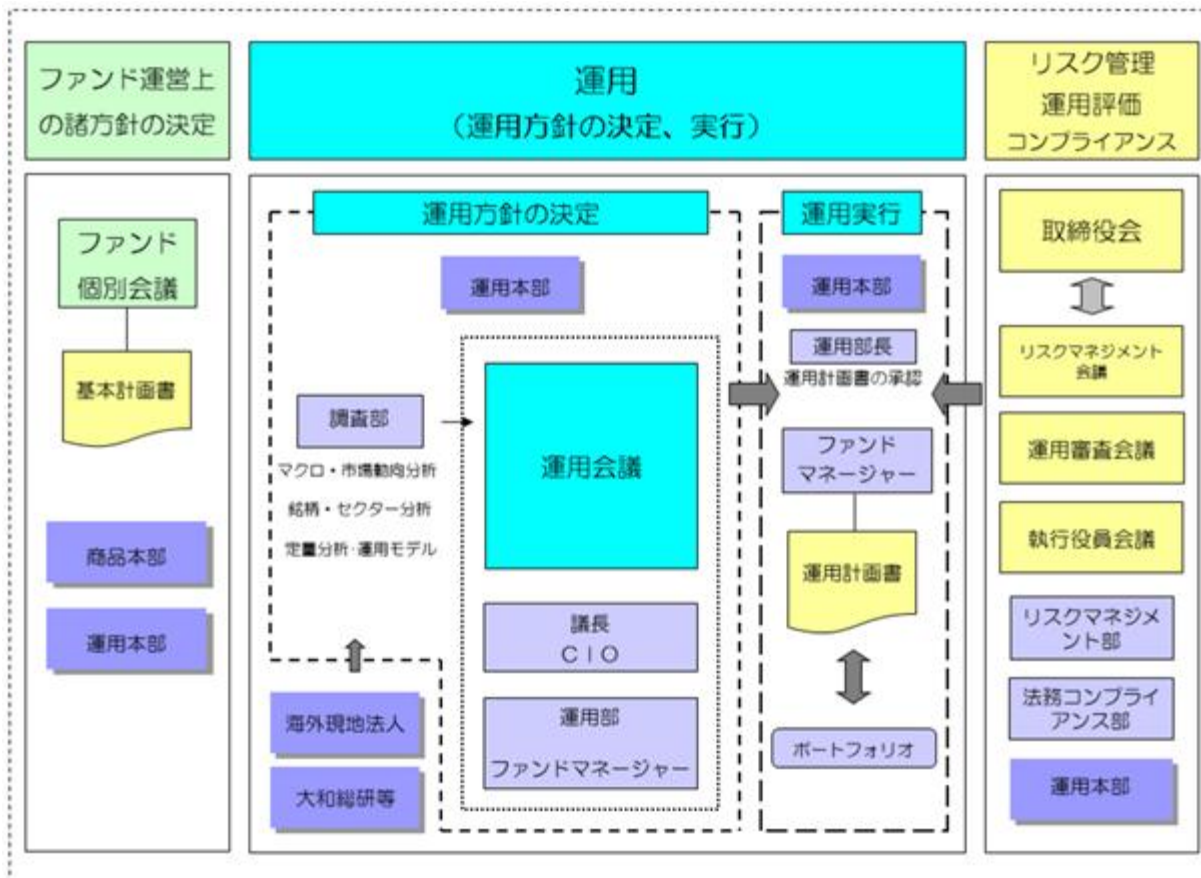 ファンド運営上
の諸方針の決定
運用
（運用方針の決定、実行）
リスク管理
運用評価
コンプライアンス
ファンド
個別会議
基本計画書
商品本部
運用本部
運用方針の決定
運用本部
調査部
マクロ・市場動向分析
銘柄・セクター分析
定量分析・運用モデル
運用会議
議長
ＣＩＯ
運用部
ファンドマネージャー
海外現地法人
大和総研等
運用実行
運用本部
運用部長
運用計画書の承認
ファンド
マネージャー
運用計画書
ポートフォリオ
取締役会
リスクマネジメント
会議
運用審査会議
執行役員会議
リスクマネジメ
ント部
法務コンプライ
アンス部
運用本部